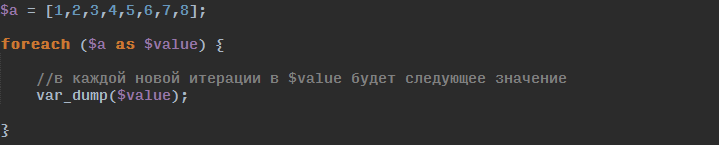 $a = [1,2,3,4,5,6,7,8];
foreach ($a as $value) {
//в каждой новой итерации в $value будет следующее значение
var_dump($value);
}